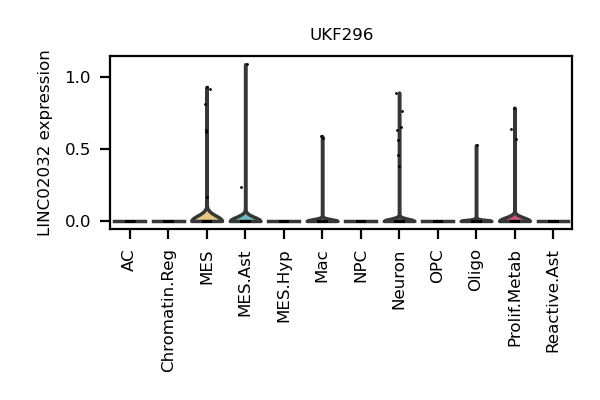 UKF296
LINC02032 expression
1.0
0.5
0.0
AC
Chromatin.Reg
MES
MES.Ast
MES.Hyp
Mac
NPC
Neuron
OPC
Oligo
Prolif.Metab
Reactive.Ast